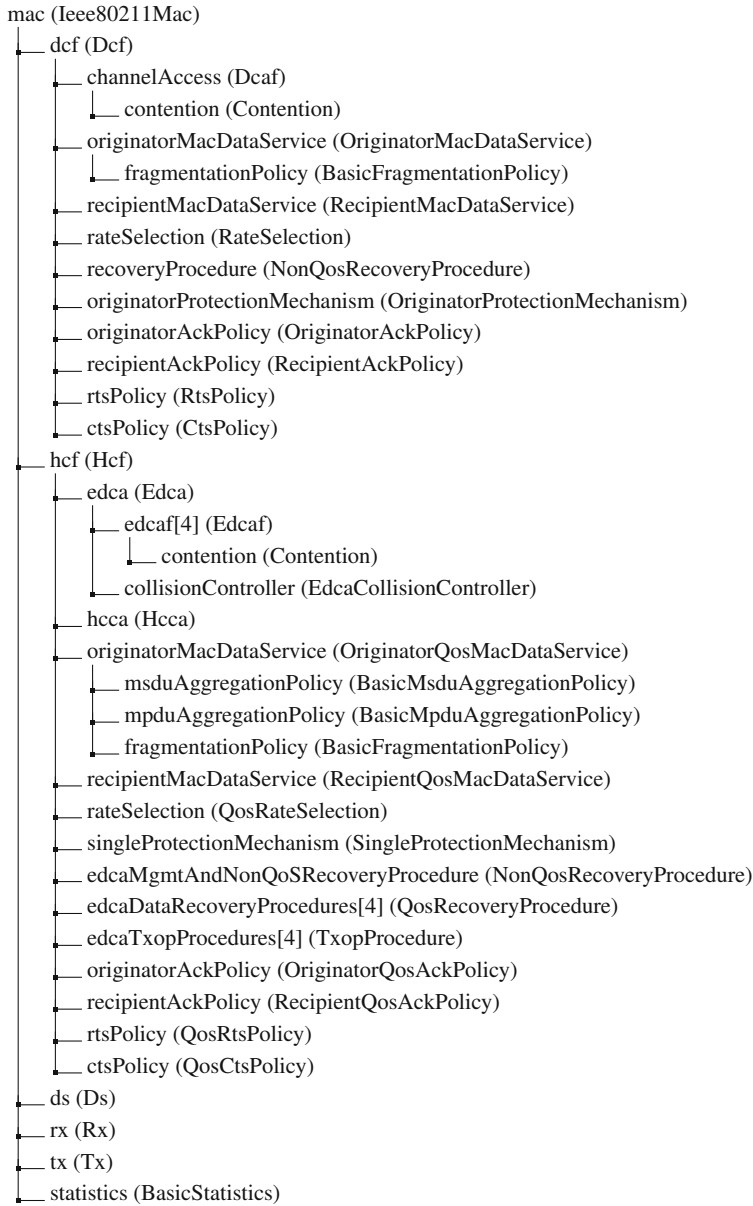 mac (Ieee80211Mac)
dcf (Dcf)
channelAccess (Dcaf)
contention (Contention)
originatorMacDataService (OriginatorMacDataService)
fragmentationPolicy (BasicFragmentationPolicy)
recipientMacDataService (RecipientMacDataService)
rateSelection (RateSelection)
recoveryProcedure (NonQosRecoveryProcedure)
originatorProtectionMechanism (OriginatorProtectionMechanism)
originatorAckPolicy (OriginatorAckPolicy)
recipientAckPolicy (RecipientAckPolicy)
rtsPolicy (RtsPolicy)
ctsPolicy (CtsPolicy)
hcf (Hcf)
edca (Edca)
edcaf[4] (Edcaf)
contention (Contention)
collisionController (EdcaCollisionController)
hcca (Hcca)
originatorMacDataService (OriginatorQosMacDataService)
msduAggregationPolicy (BasicMsduAggregationPolicy)
mpduAggregationPolicy (BasicMpduAggregationPolicy)
fragmentationPolicy (BasicFragmentationPolicy)
recipientMacDataService (RecipientQosMacDataService)
rateSelection (QosRateSelection)
singleProtectionMechanism (SingleProtectionMechanism)
edcaMgmtAndNonQoSRecoveryProcedure (NonQosRecoveryProcedure)
edcaDataRecoveryProcedures[4] (QosRecoveryProcedure)
edcaTxopProcedures[4] (TxopProcedure)
originatorAckPolicy (OriginatorQosAckPolicy)
recipientAckPolicy (RecipientQosAckPolicy)
rtsPolicy (QosRtsPolicy)
ctsPolicy (QosCtsPolicy)
ds (Ds)
rx (Rx)
tx (Tx)
statistics (BasicStatistics)